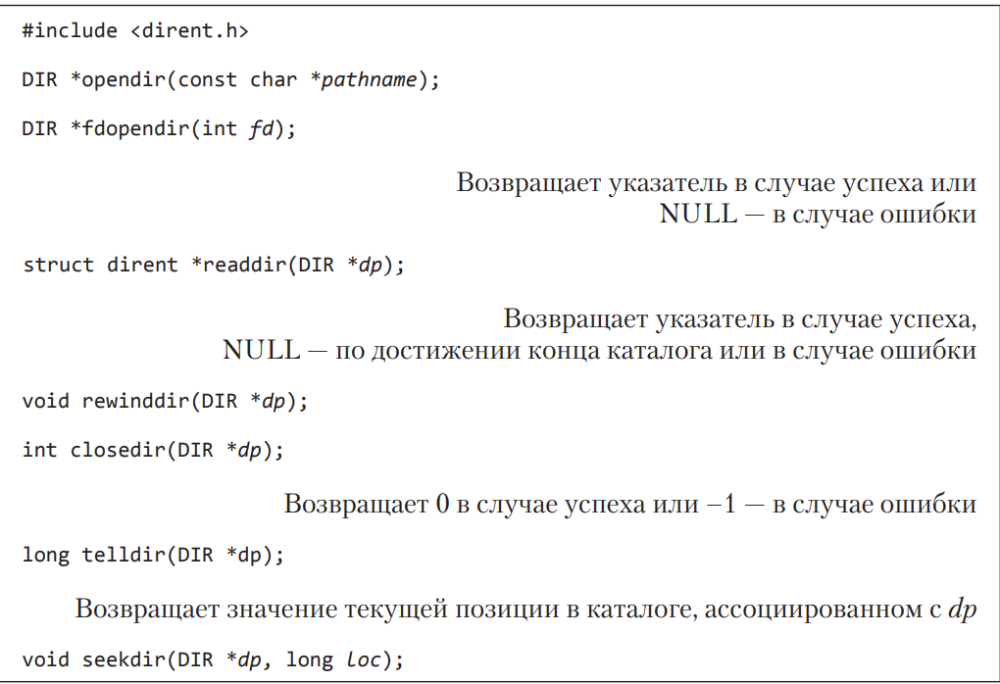 #include <dirent.h>
DIR *opendir(const char *pathname);
DIR *fdopendir(int fd);
Возвращает указатель в случае успеха или
NULL — в случае ошибки
struct dirent *readdir(DIR *dp);
Возвращает указатель в случае успеха,
NULL — по достижении конца каталога или в случае ошибки
void rewinddir(DIR *dp);
int closedir(DIR *dp);
Возвращает 0 в случае успеха или –1 — в случае ошибки
long telldir(DIR *dp);
Возвращает значение текущей позиции в каталоге, ассоциированном с dp
void seekdir(DIR *dp, long loc);